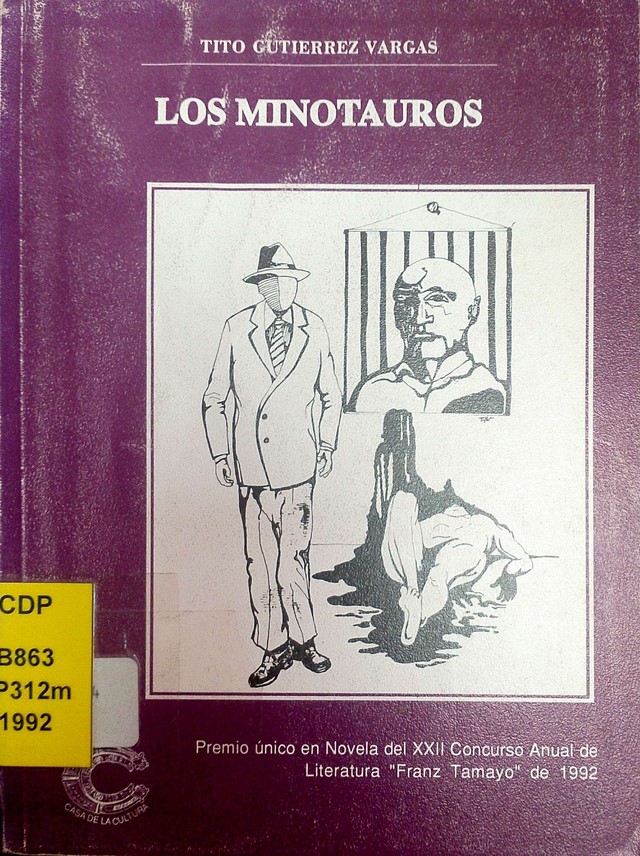 TITO GUTIERREZ VARGAS
LOS MINOTAUROS
CDP
B863
P312m
1992
4
Premio único en Novela del XXII Concurso Anual de
Literatura "Franz Tamayo" de 1992
CASA DE LA CULTURA